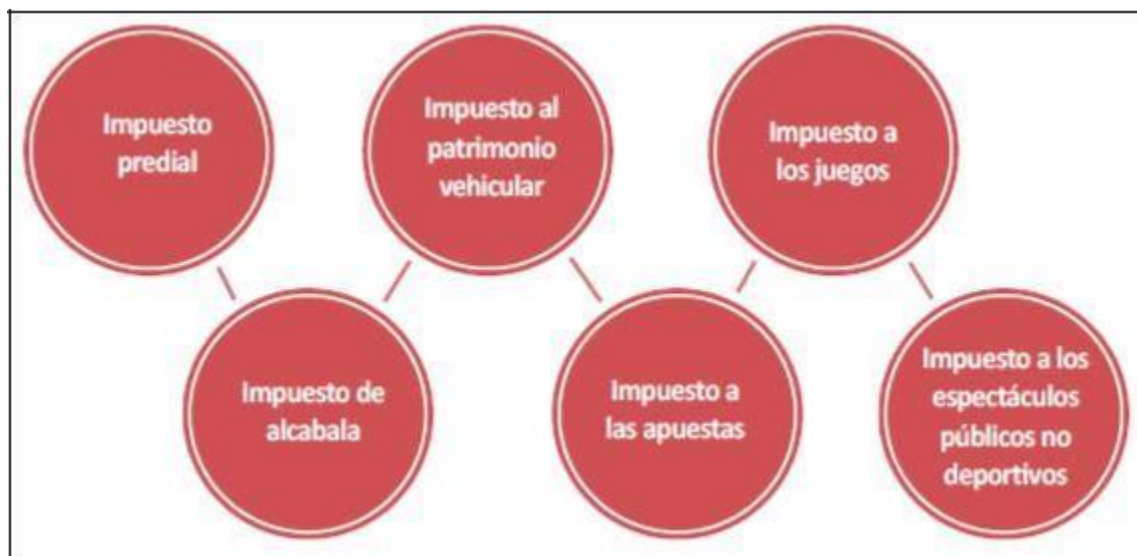 Impuesto
predial
Impuesto de
alcabala
Impuesto al
patrimonio
vehicular
Impuesto a
las apuestas
Impuesto a
los juegos
Impuesto a los
espectáculos
públicos no
deportivos